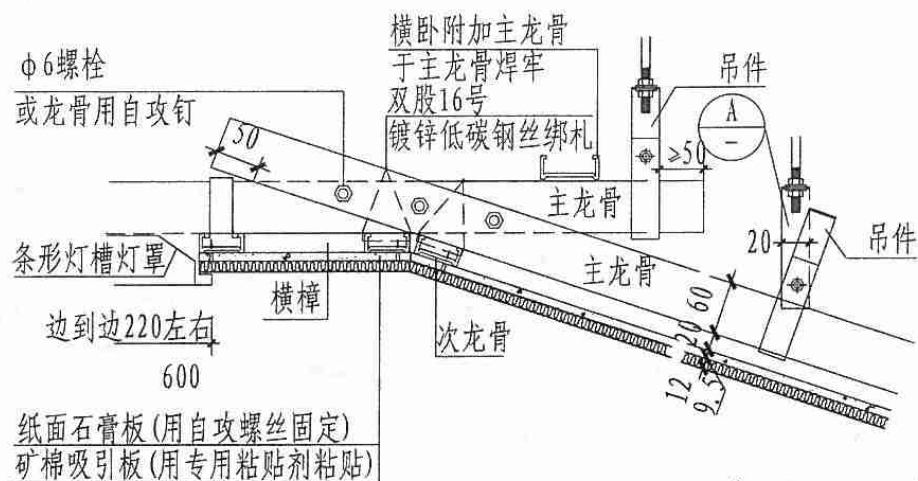 横卧附加主龙骨
于主龙骨焊牢
双股16号
镀锌低碳钢丝绑札
φ6螺栓
或龙骨用自攻钉
吊件
A
-
50
≥50
主龙骨
20
吊件
条形灯槽灯罩
横樟
主龙骨
60
20
12
9.5
次龙骨
边到边220左右
600
纸面石膏板(用自攻螺丝固定)
矿棉吸引板(用专用粘贴剂粘贴)